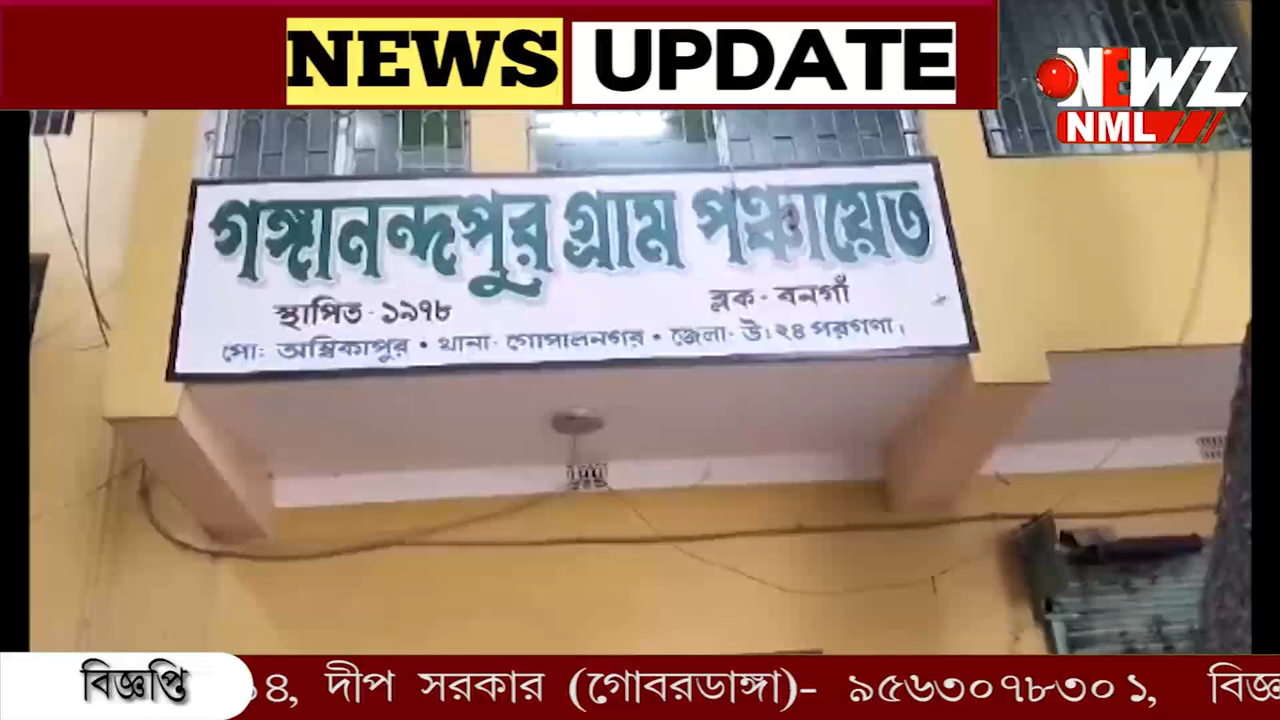 NEWS UPDATE
NEWZ
NML
গঙ্গানন্দপুর গ্রাম পঞ্চায়েত
স্থাপিত - ১৯৭৮
ব্লক - বনগাঁ
পো: অম্বিকাপুর • থানা - গোপালনগর • জেলা - উ: ২৪ পরগণা।
বিজ্ঞপ্তি
৪, দীপ সরকার (গোবরডাঙ্গা)- ৯৫৬৩০৭৮৩০১,